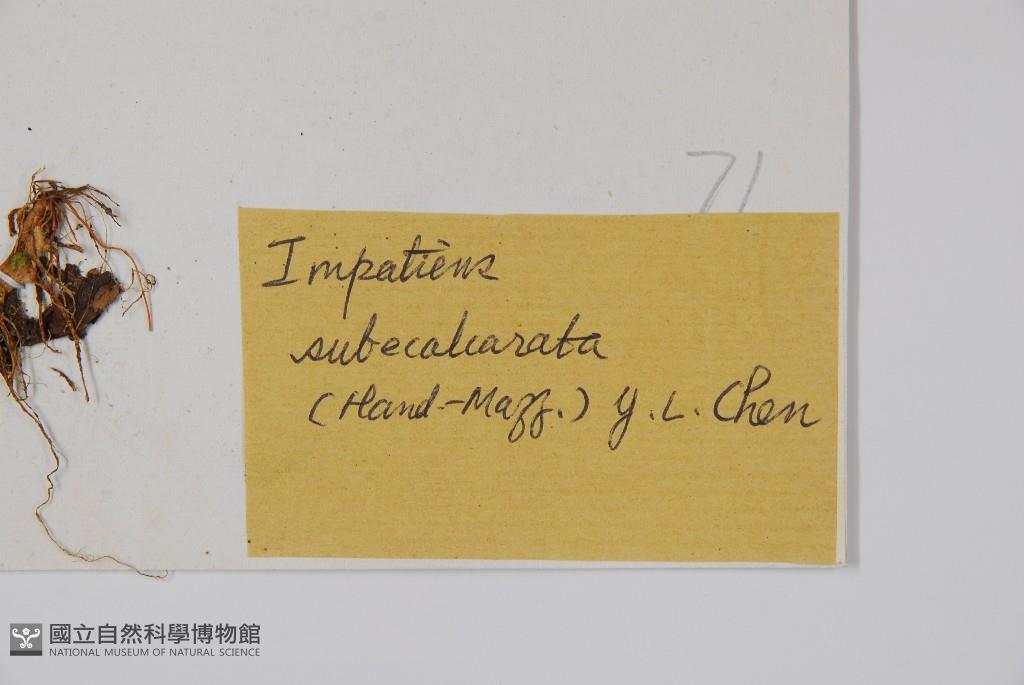 71
Impatiens
subecalcarata
(Hand-Mazz.) Y. L. Chen
國立自然科學博物館
NATIONAL MUSEUM OF NATURAL SCIENCE